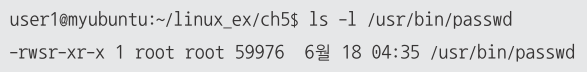 user1@myubuntu:~/linux_ex/ch5$ ls -l /usr/bin/passwd
-rwsr-xr-x 1 root root 59976  6월 18 04:35 /usr/bin/passwd